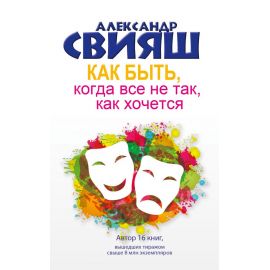 АЛЕКСАНДР
СВИЯШ
КАК БЫТЬ,
когда все не так,
как хочется
Автор 16 книг,
вышедших тиражом
свыше 8 млн экземпляров